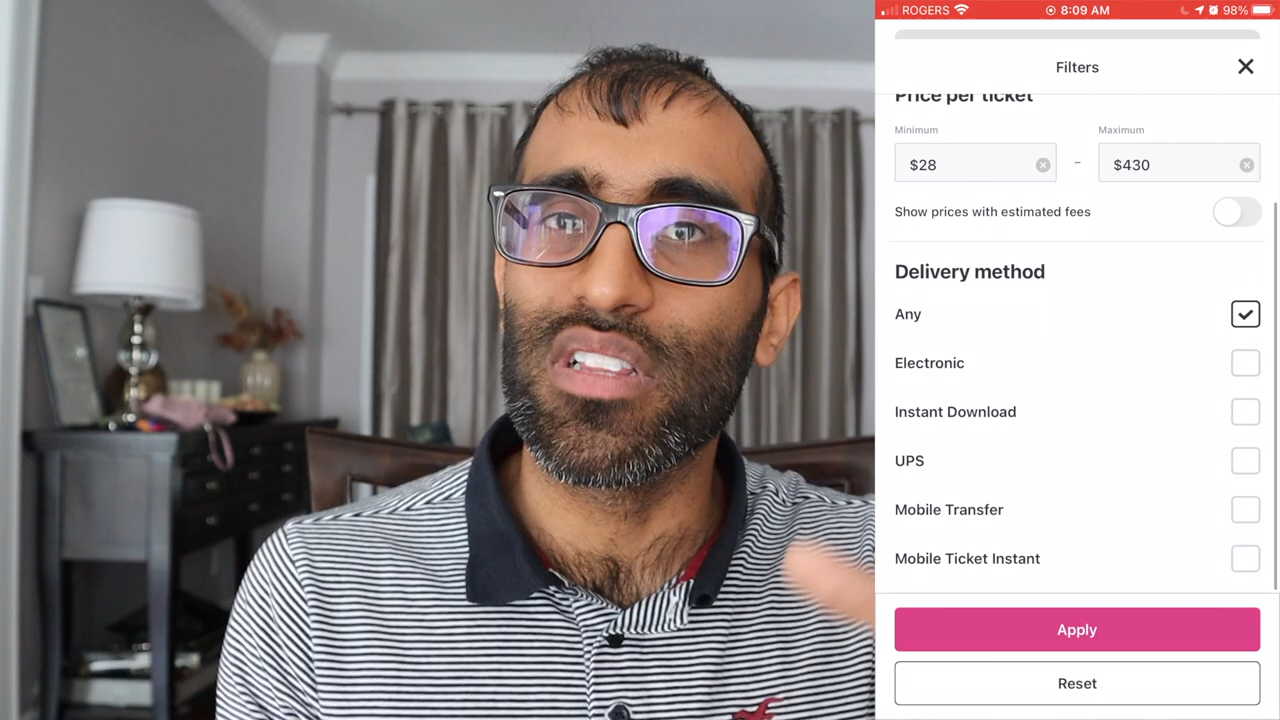 ROGERS 8:09 AM 98%
Filters
Price per ticket
Minimum Maximum
$28 - $430
Show prices with estimated fees
Delivery method
Any
Electronic
Instant Download
UPS
Mobile Transfer
Mobile Ticket Instant
Apply
Reset